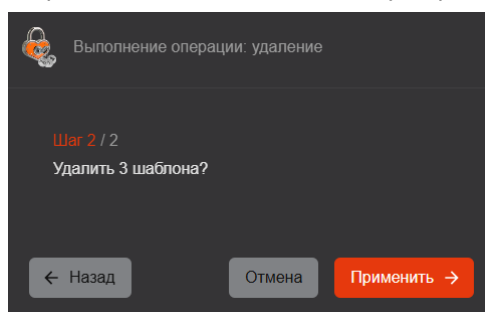 Выполнение операции: удаление
Шаг 2 / 2
Удалить 3 шаблона?
← Назад
Отмена
Применить →